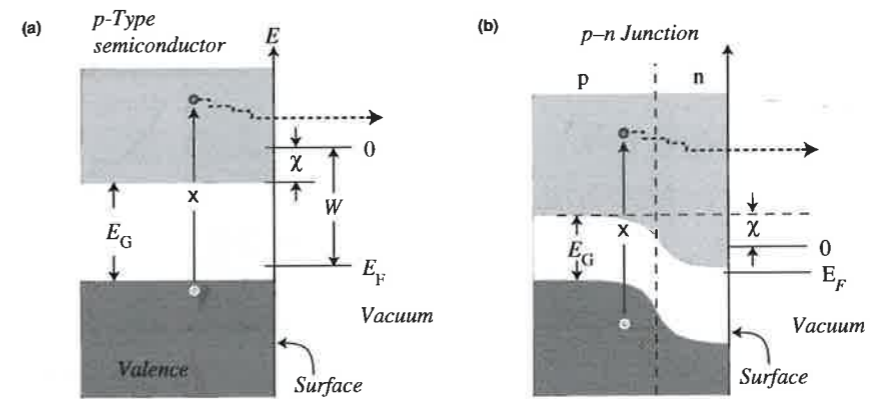 (a)
p-Type
semiconductor
E
0
χ
W
x
E_G
E_F
Vacuum
Valence
Surface
(b)
p–n Junction
p
n
x
E_G
χ
0
E_F
Vacuum
Surface